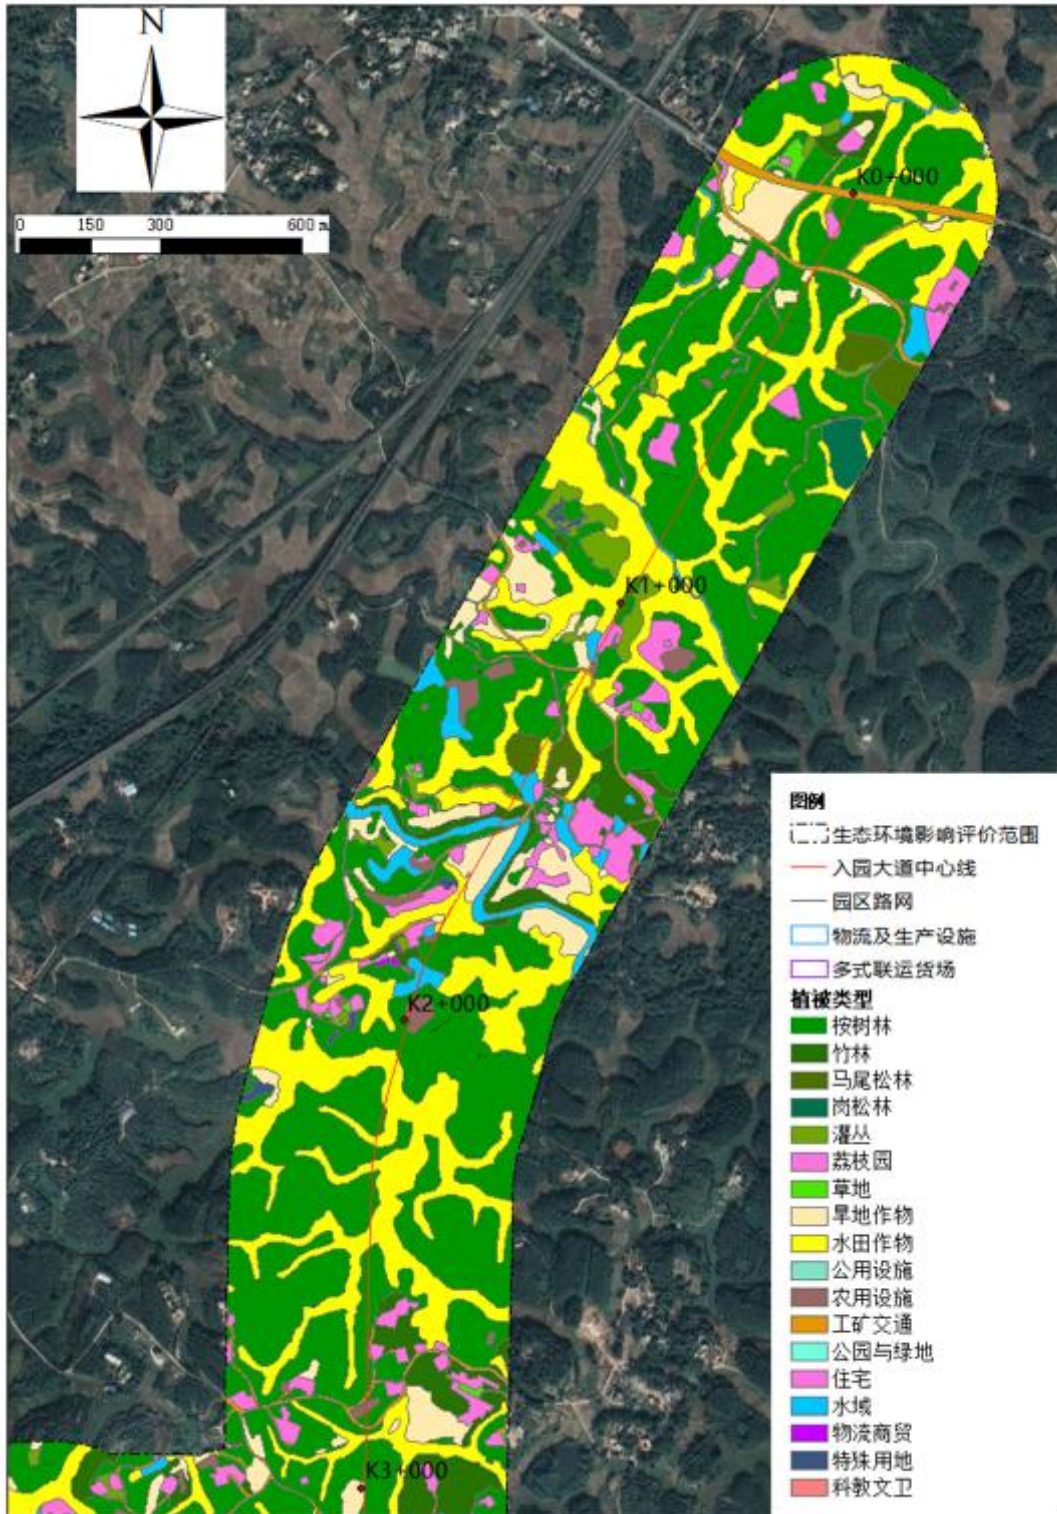 N
0 150 300 600 m
K0+000
K1+000
K2+000
K3+000
图例
生态环境影响评价范围
入园大道中心线
园区路网
物流及生产设施
多式联运货场
植被类型
桉树林
竹林
马尾松林
岗松林
灌丛
荔枝园
草地
旱地作物
水田作物
公用设施
农用设施
工矿交通
公园与绿地
住宅
水域
物流商贸
特殊用地
科教文卫